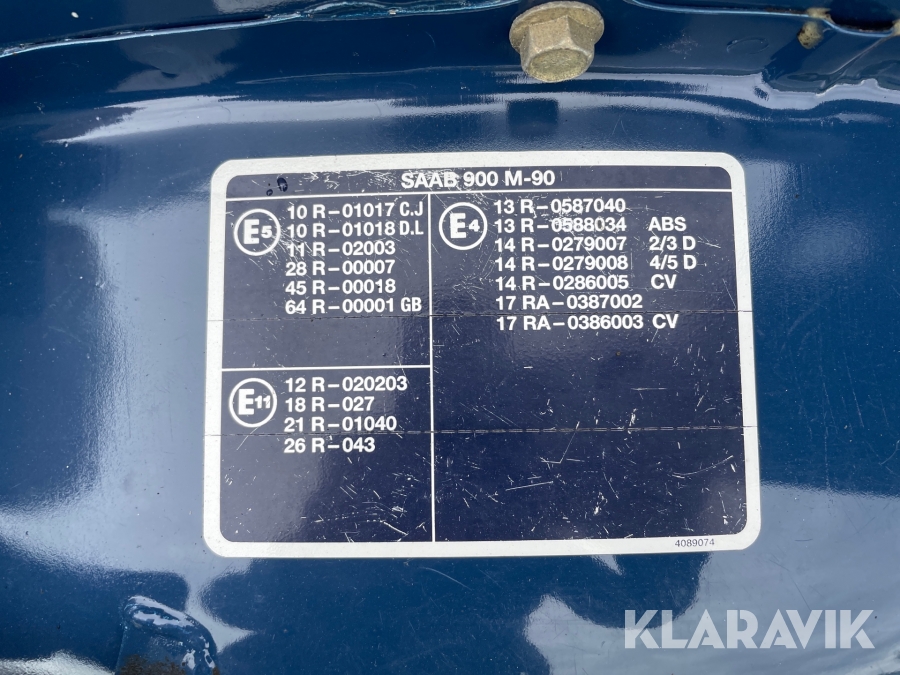 SAAB 900 M-90
E5
10 R-01017 C.J
10 R-01018 D.L
11 R-02003
28 R-00007
45 R-00018
64 R-00001 GB
E4
13 R-0587040
13 R-0588034 ABS
14 R-0279007 2/3 D
14 R-0279008 4/5 D
14 R-0286005 CV
17 RA-0387002
17 RA-0386003 CV
E11
12 R-020203
18 R-027
21 R-01040
26 R-043
4089074
KLARAVIK